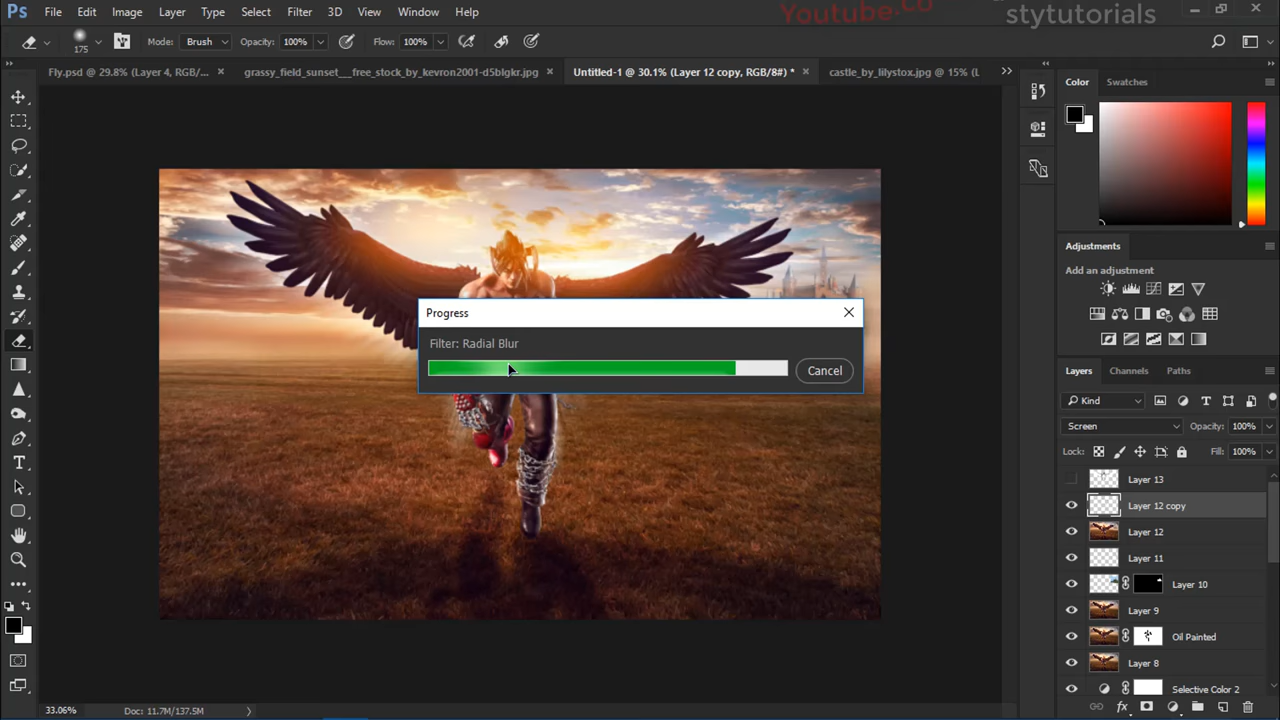 Youtube.co
stytutorials
Ps File Edit Image Layer Type Select Filter 3D View Window Help
175 Mode: Brush Opacity: 100% Flow: 100%
Fly.psd @ 29.8% (Layer 4, RGB/... × grassy_field_sunset__free_stock_by_kevron2001-d5blgkr.jpg × Untitled-1 @ 30.1% (Layer 12 copy, RGB/8#) * × castle_by_lilystox.jpg @ 15% (L
Color Swatches
Adjustments
Add an adjustment
Progress
Filter: Radial Blur
Cancel
Layers Channels Paths
Kind
Screen Opacity: 100%
Lock: Fill: 100%
Layer 13
Layer 12 copy
Layer 12
Layer 11
Layer 10
Layer 9
Oil Painted
Layer 8
Selective Color 2
33.06% Doc: 11.7M/137.5M